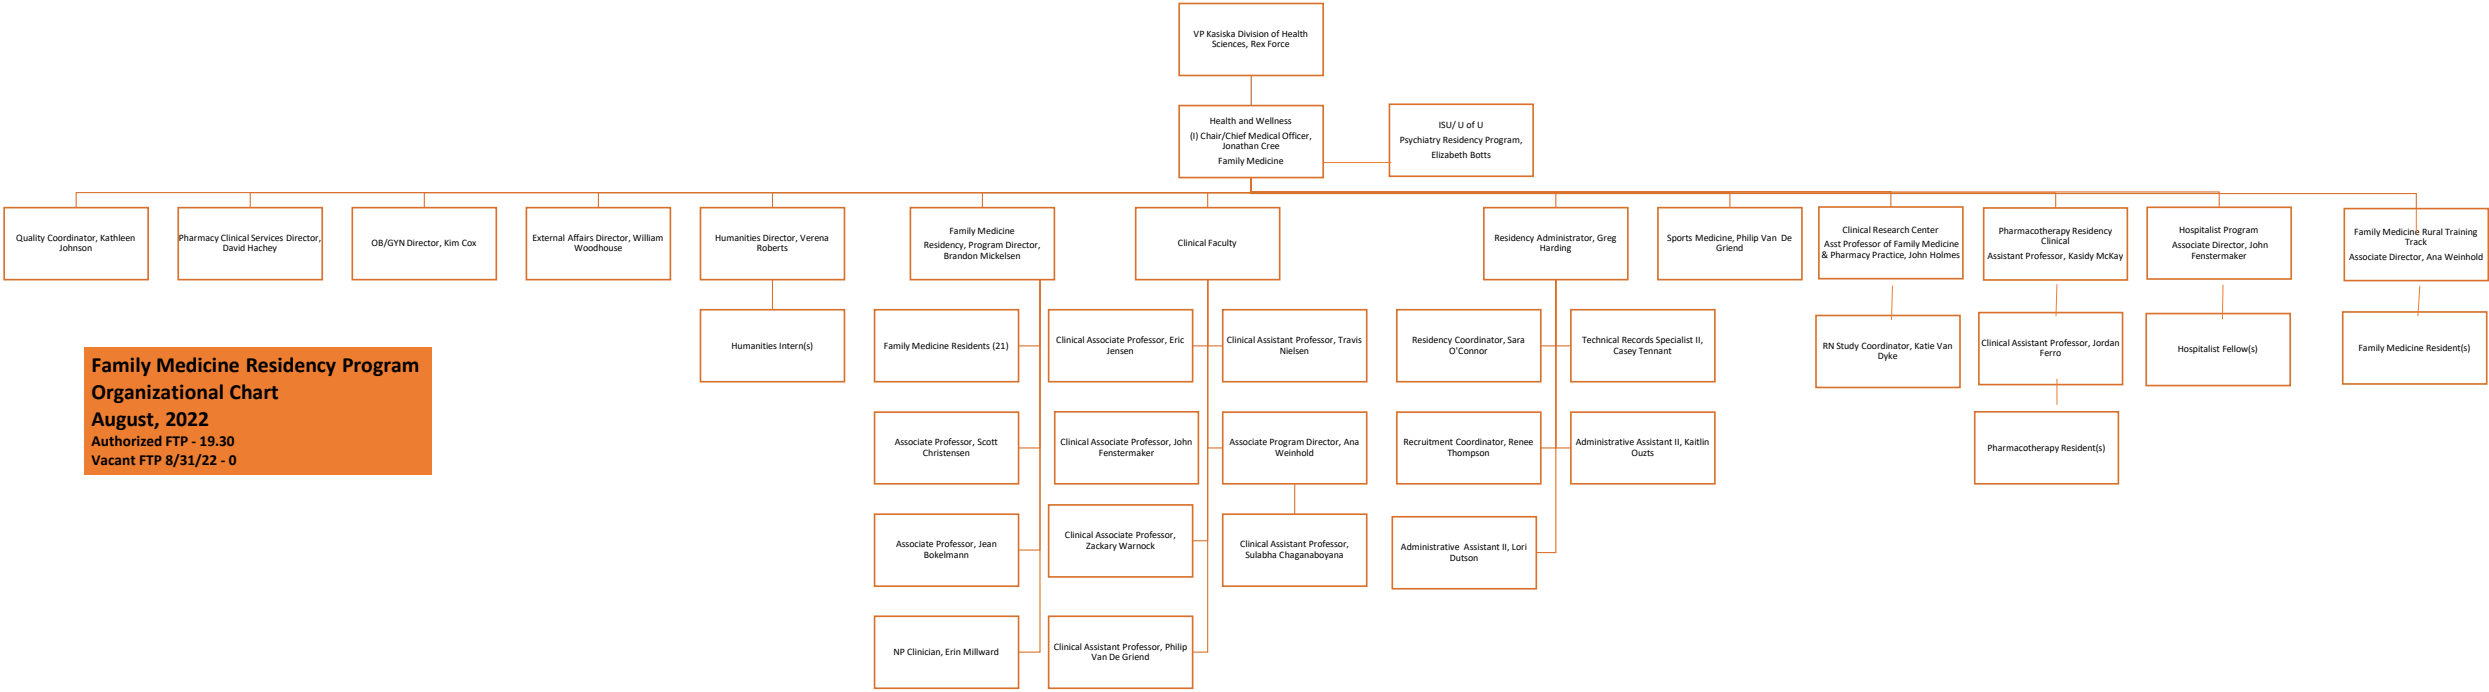 VP Kasiska Division of Health
Sciences, Rex Force
Health and Wellness
(I) Chair/Chief Medical Officer,
Jonathan Cree
Family Medicine
ISU/ U of U
Psychiatry Residency Program,
Elizabeth Botts
Quality Coordinator, Kathleen
Johnson
Pharmacy Clinical Services Director,
David Hachey
OB/GYN Director, Kim Cox
External Affairs Director, William
Woodhouse
Humanities Director, Verena
Roberts
Family Medicine
Residency, Program Director,
Brandon Mickelsen
Clinical Faculty
Residency Administrator, Greg
Harding
Sports Medicine, Philip Van De
Griend
Clinical Research Center
Asst Professor of Family Medicine
& Pharmacy Practice, John Holmes
Pharmacotherapy Residency
Clinical
Assistant Professor, Kasidy McKay
Hospitalist Program
Associate Director, John
Fenstermaker
Family Medicine Rural Training
Track
Associate Director, Ana Weinhold
Humanities Intern(s)
Family Medicine Residents (21)
Clinical Associate Professor, Eric
Jensen
Clinical Assistant Professor, Travis
Nielsen
Residency Coordinator, Sara
O'Connor
Technical Records Specialist II,
Casey Tennant
RN Study Coordinator, Katie Van
Dyke
Clinical Assistant Professor, Jordan
Ferro
Hospitalist Fellow(s)
Family Medicine Resident(s)
Family Medicine Residency Program
Organizational Chart
August, 2022
Authorized FTP - 19.30
Vacant FTP 8/31/22 - 0
Associate Professor, Scott
Christensen
Clinical Associate Professor, John
Fenstermaker
Associate Program Director, Ana
Weinhold
Recruitment Coordinator, Renee
Thompson
Administrative Assistant II, Kaitlin
Ouzts
Pharmacotherapy Resident(s)
Associate Professor, Jean
Bokelmann
Clinical Associate Professor,
Zackary Warnock
Clinical Assistant Professor,
Sulabha Chaganaboyana
Administrative Assistant II, Lori
Dutson
NP Clinician, Erin Millward
Clinical Assistant Professor, Philip
Van De Griend